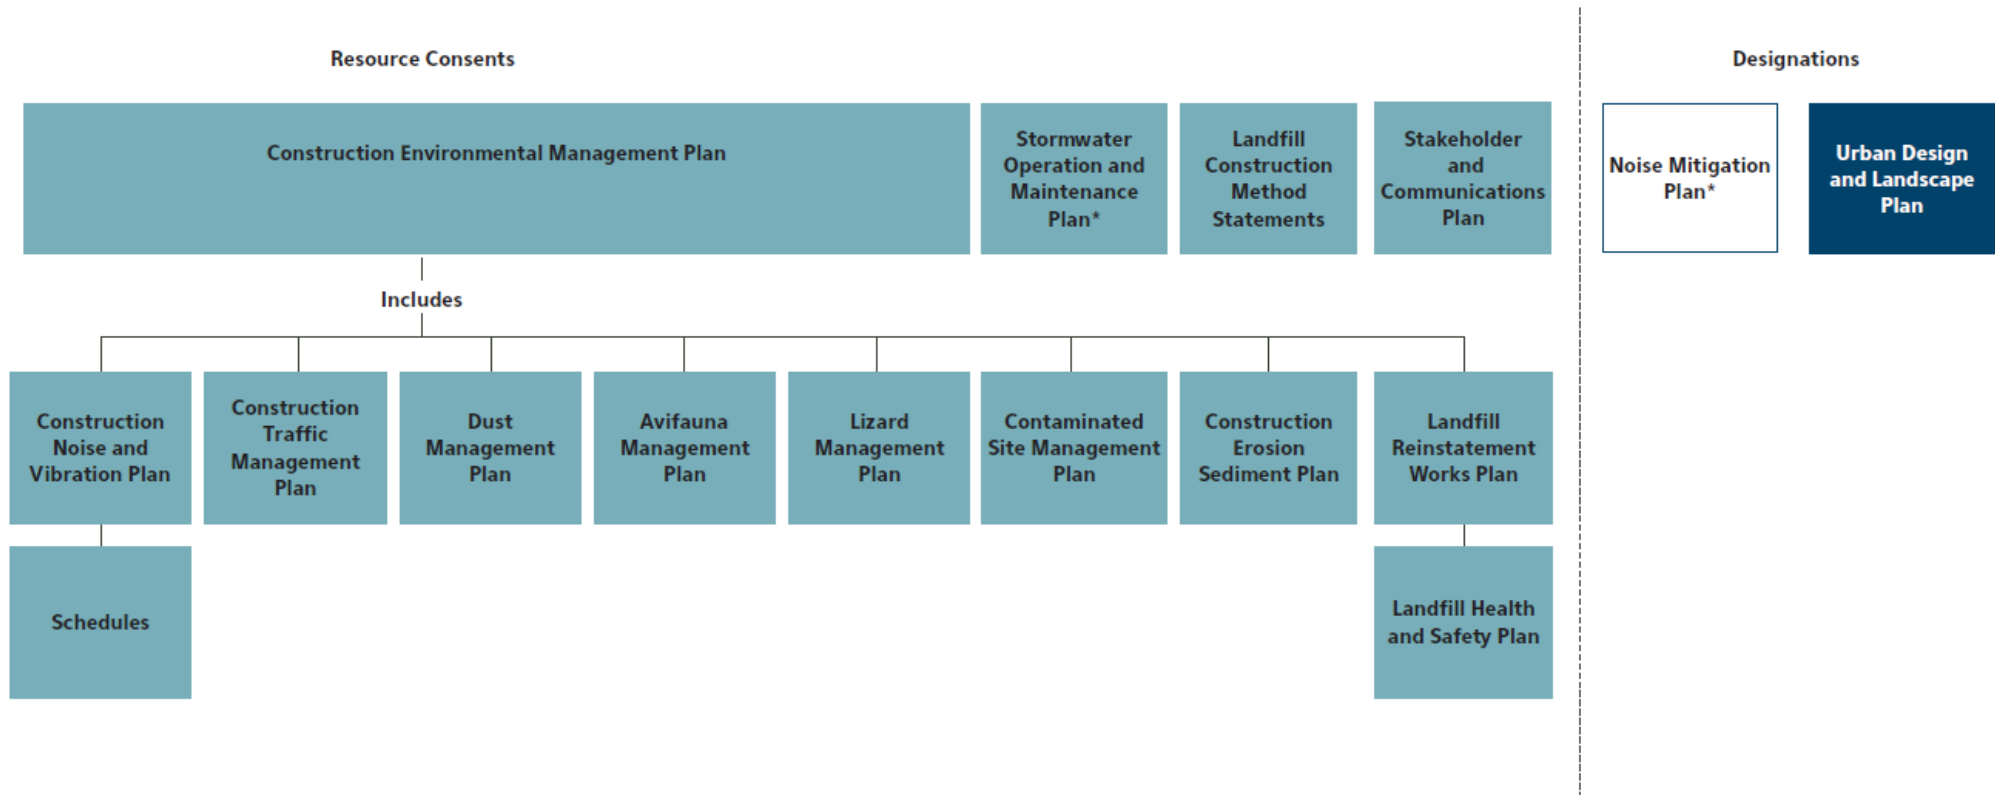 Resource Consents
Designations
Construction Environmental Management Plan
Stormwater
Operation and
Maintenance
Plan*
Landfill
Construction
Method
Statements
Stakeholder
and
Communications
Plan
Noise Mitigation
Plan*
Urban Design
and Landscape
Plan
Includes
Construction
Noise and
Vibration Plan
Construction
Traffic
Management
Plan
Dust
Management
Plan
Avifauna
Management
Plan
Lizard
Management
Plan
Contaminated
Site Management
Plan
Construction
Erosion
Sediment Plan
Landfill
Reinstatement
Works Plan
Schedules
Landfill Health
and Safety Plan